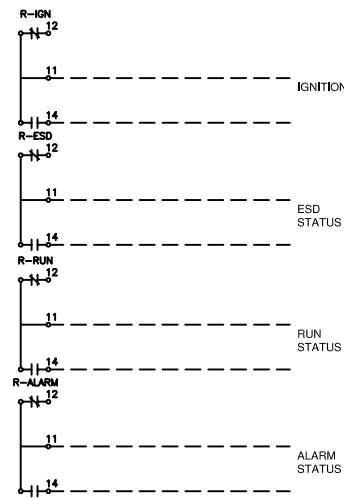 R-IGN
12
11
IGNITION
14
R-ESD
12
11
ESD
STATUS
14
R-RUN
12
11
RUN
STATUS
14
R-ALARM
12
11
ALARM
STATUS
14